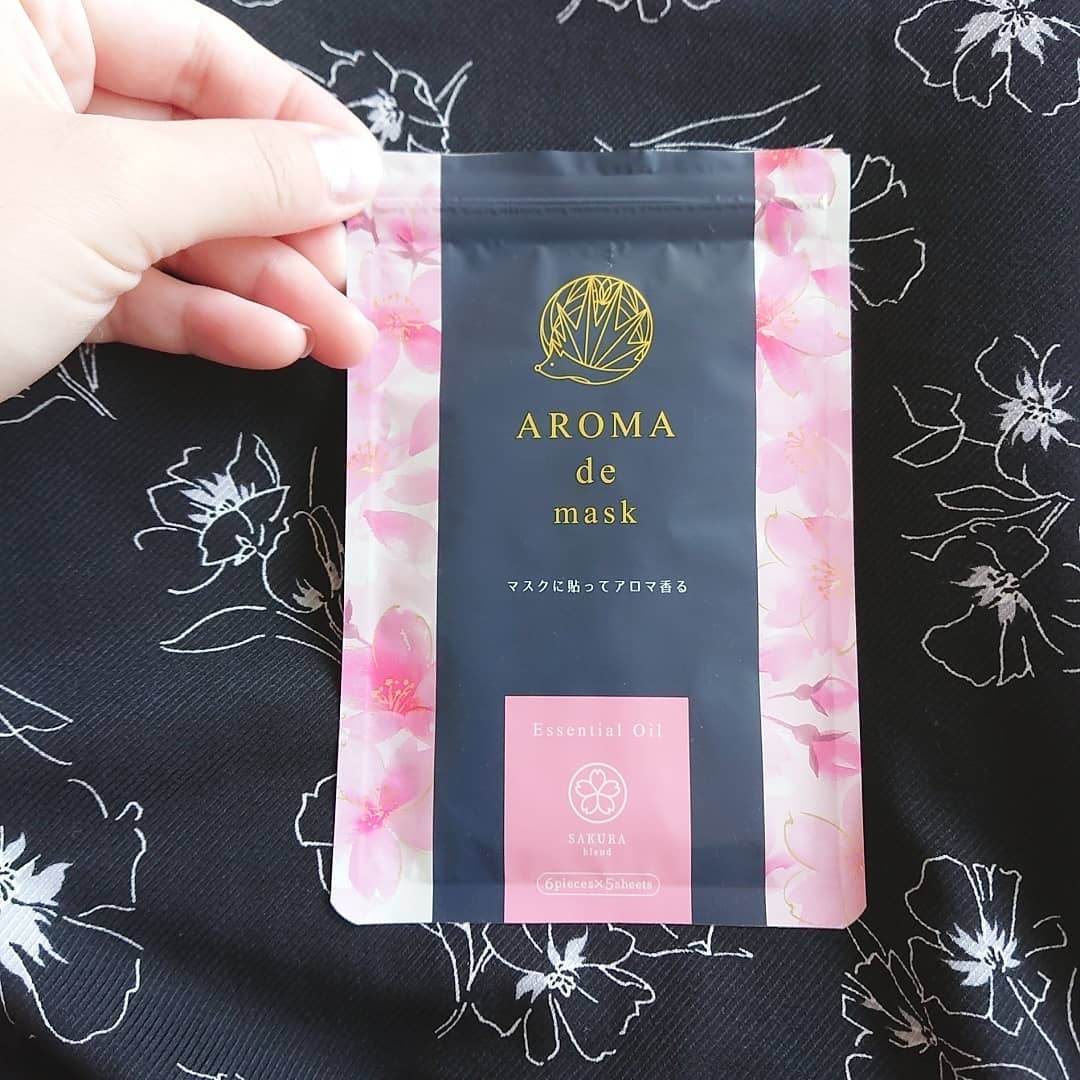 AROMA
de
mask
マスクに貼ってアロマ香る
Essential Oil
SAKURA
blend
6pieces×5sheets